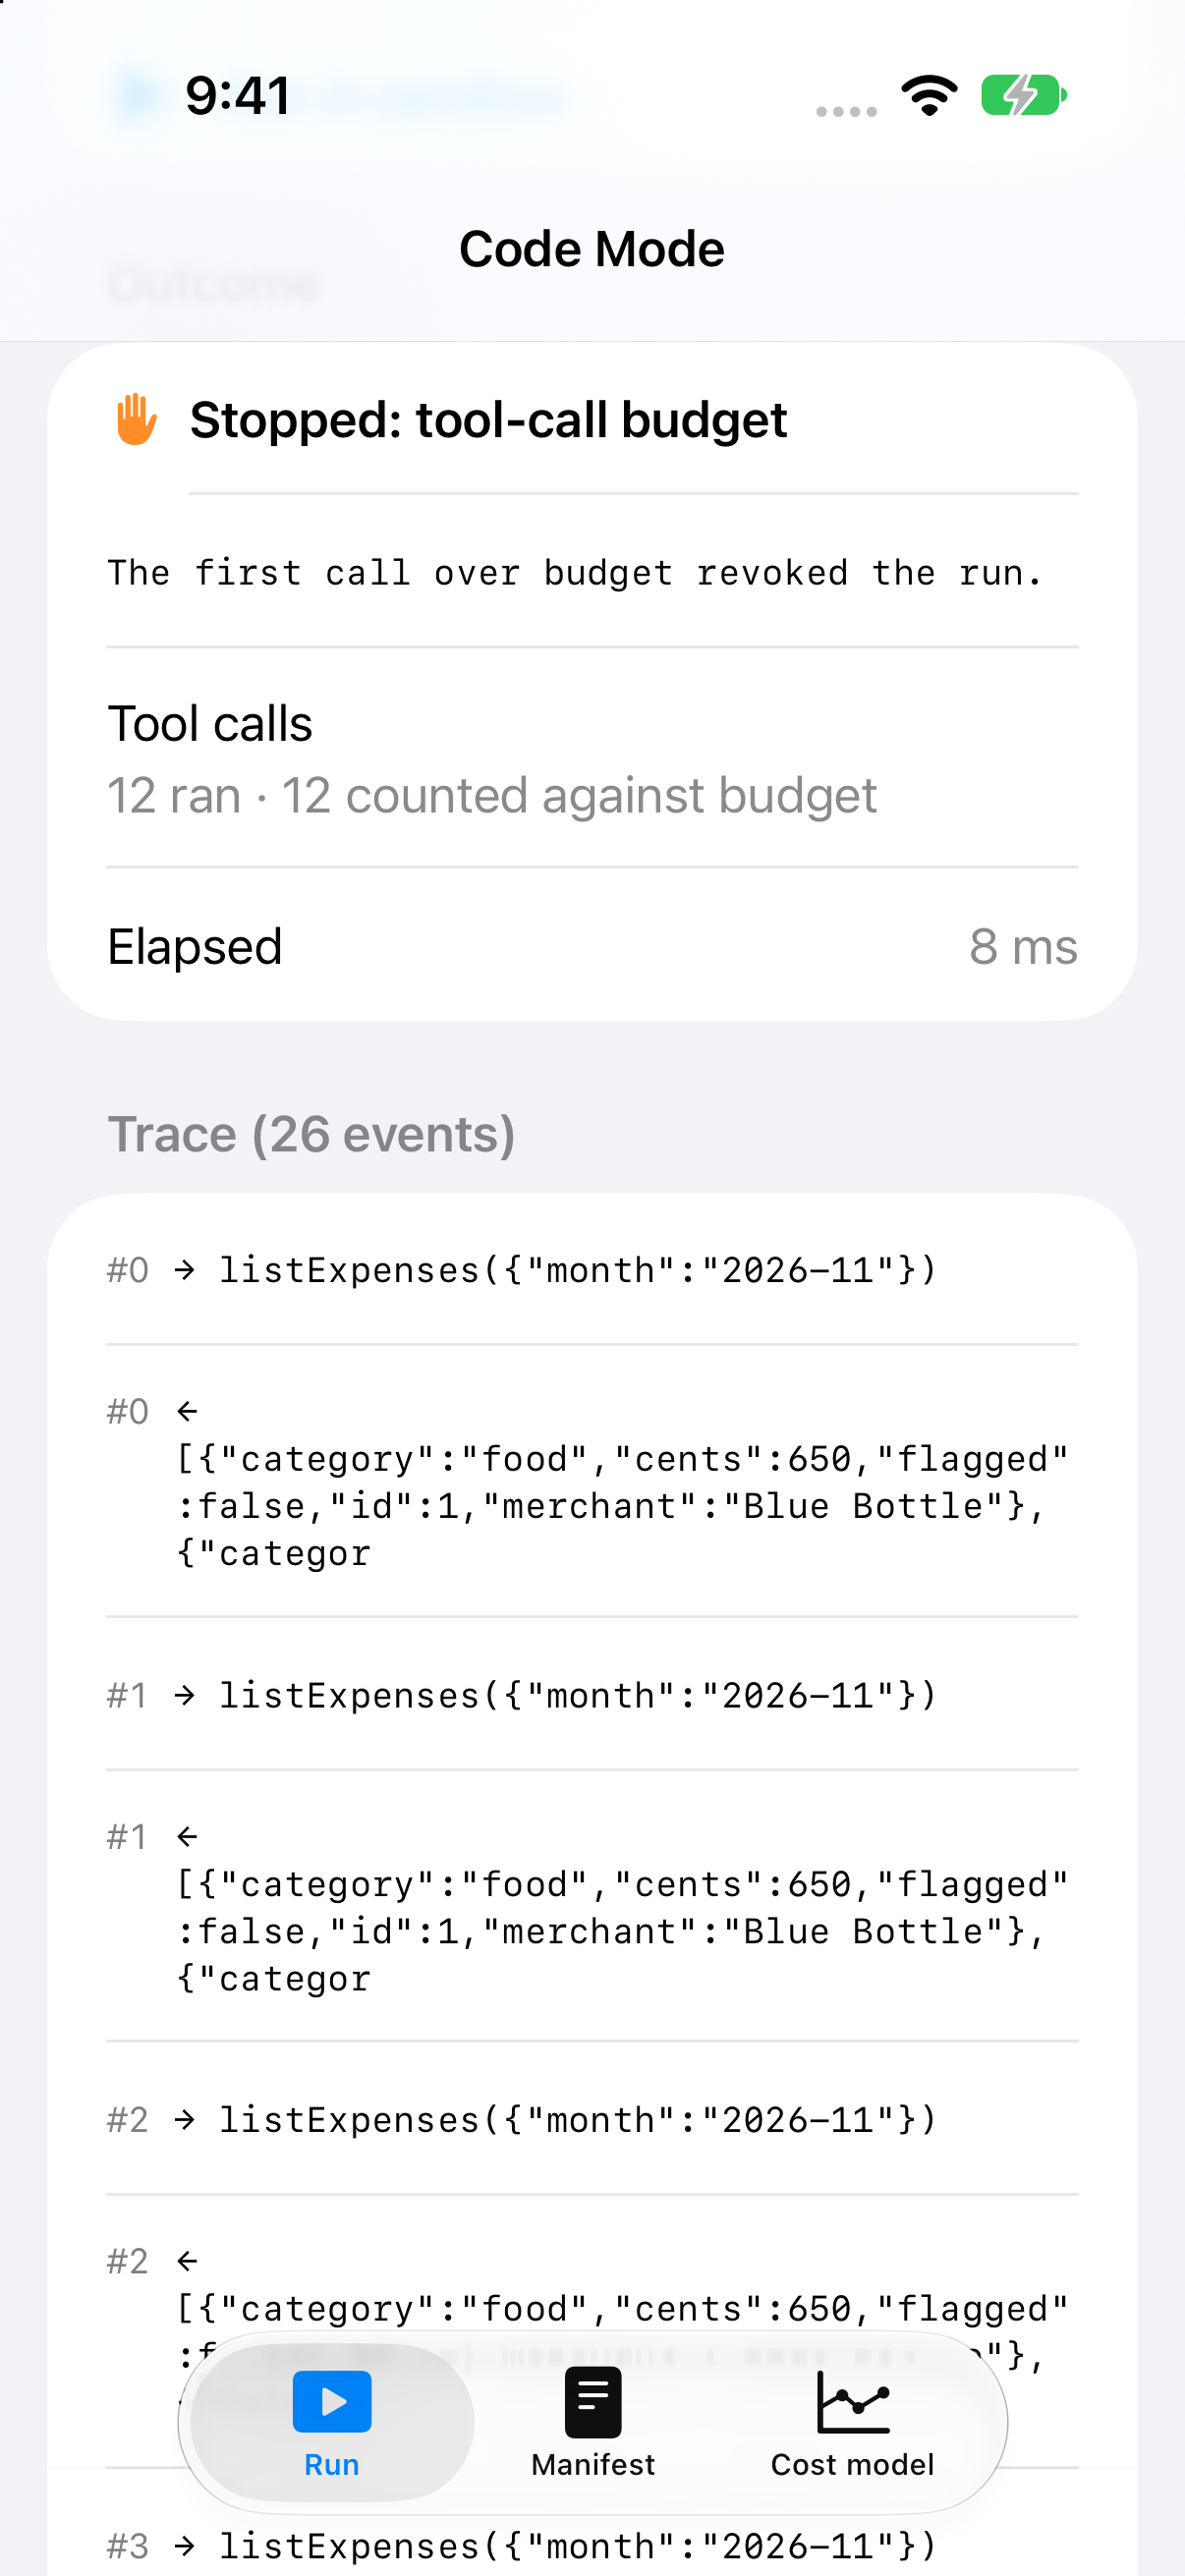 9:41
Code Mode
Outcome
Stopped: tool-call budget
The first call over budget revoked the run.
Tool calls
12 ran · 12 counted against budget
Elapsed
8 ms
Trace (26 events)
#0 → listExpenses({"month":"2026-11"})
#0 ←
[{"category":"food","cents":650,"flagged"
:false,"id":1,"merchant":"Blue Bottle"},
{"categor
#1 → listExpenses({"month":"2026-11"})
#1 ←
[{"category":"food","cents":650,"flagged"
:false,"id":1,"merchant":"Blue Bottle"},
{"categor
#2 → listExpenses({"month":"2026-11"})
#2 ←
[{"category":"food","cents":650,"flagged"
"},
Run
Manifest
Cost model
#3 → listExpenses({"month":"2026-11"})